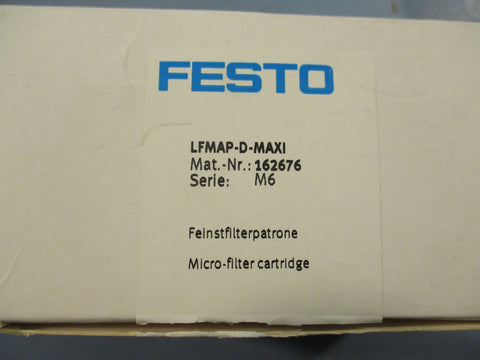 FESTO
LFMAP-D-MAXI
Mat.-Nr.: 162676
Serie: M6
Feinstfilterpatrone
Micro-filter cartridge